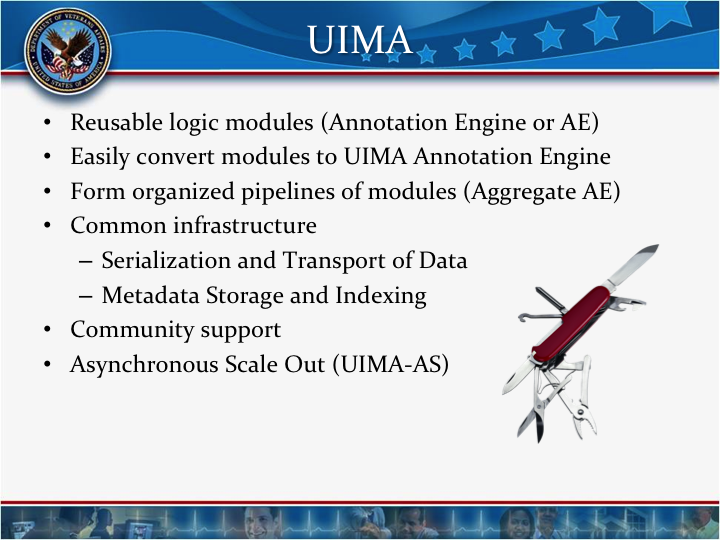 UIMA
DEPARTMENT OF VETERANS AFFAIRS
UNITED STATES OF AMERICA
• Reusable logic modules (Annotation Engine or AE)
• Easily convert modules to UIMA Annotation Engine
• Form organized pipelines of modules (Aggregate AE)
• Common infrastructure
– Serialization and Transport of Data
– Metadata Storage and Indexing
• Community support
• Asynchronous Scale Out (UIMA-AS)